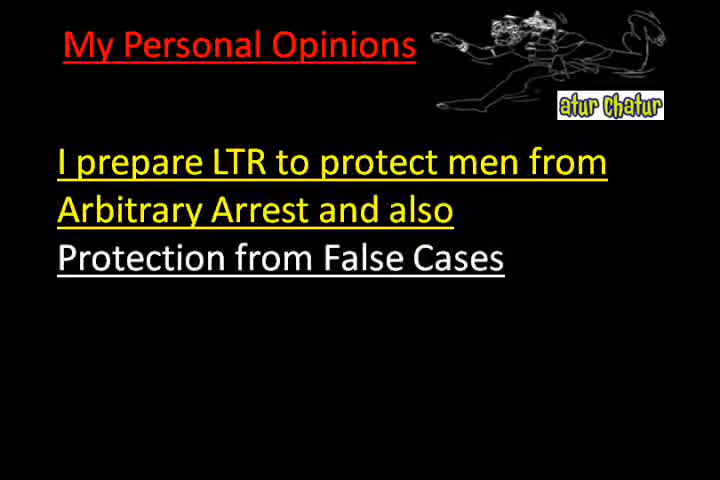 My Personal Opinions
atur chatur
I prepare LTR to protect men from
Arbitrary Arrest and also
Protection from False Cases